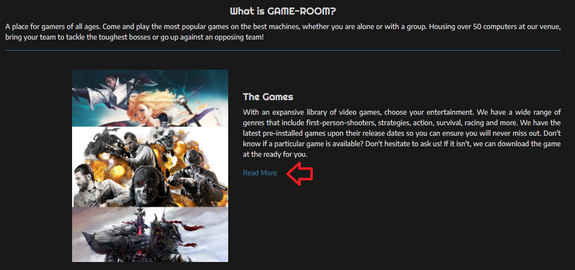 What is GAME-ROOM?
A place for gamers of all ages. Come and play the most popular games on the best machines, whether you are alone or with a group. Housing over 50 computers at our venue,
bring your team to tackle the toughest bosses or go up against an opposing team!
The Games
With an expansive library of video games, choose your entertainment. We have a wide range of
genres that include first-person-shooters, strategies, action, survival, racing and more. We have the
latest pre-installed games upon their release dates so you can ensure you will never miss out. Don't
know if a particular game is available? Don't hesitate to ask us! If it isn't, we can download the game
at the ready for you.
Read More